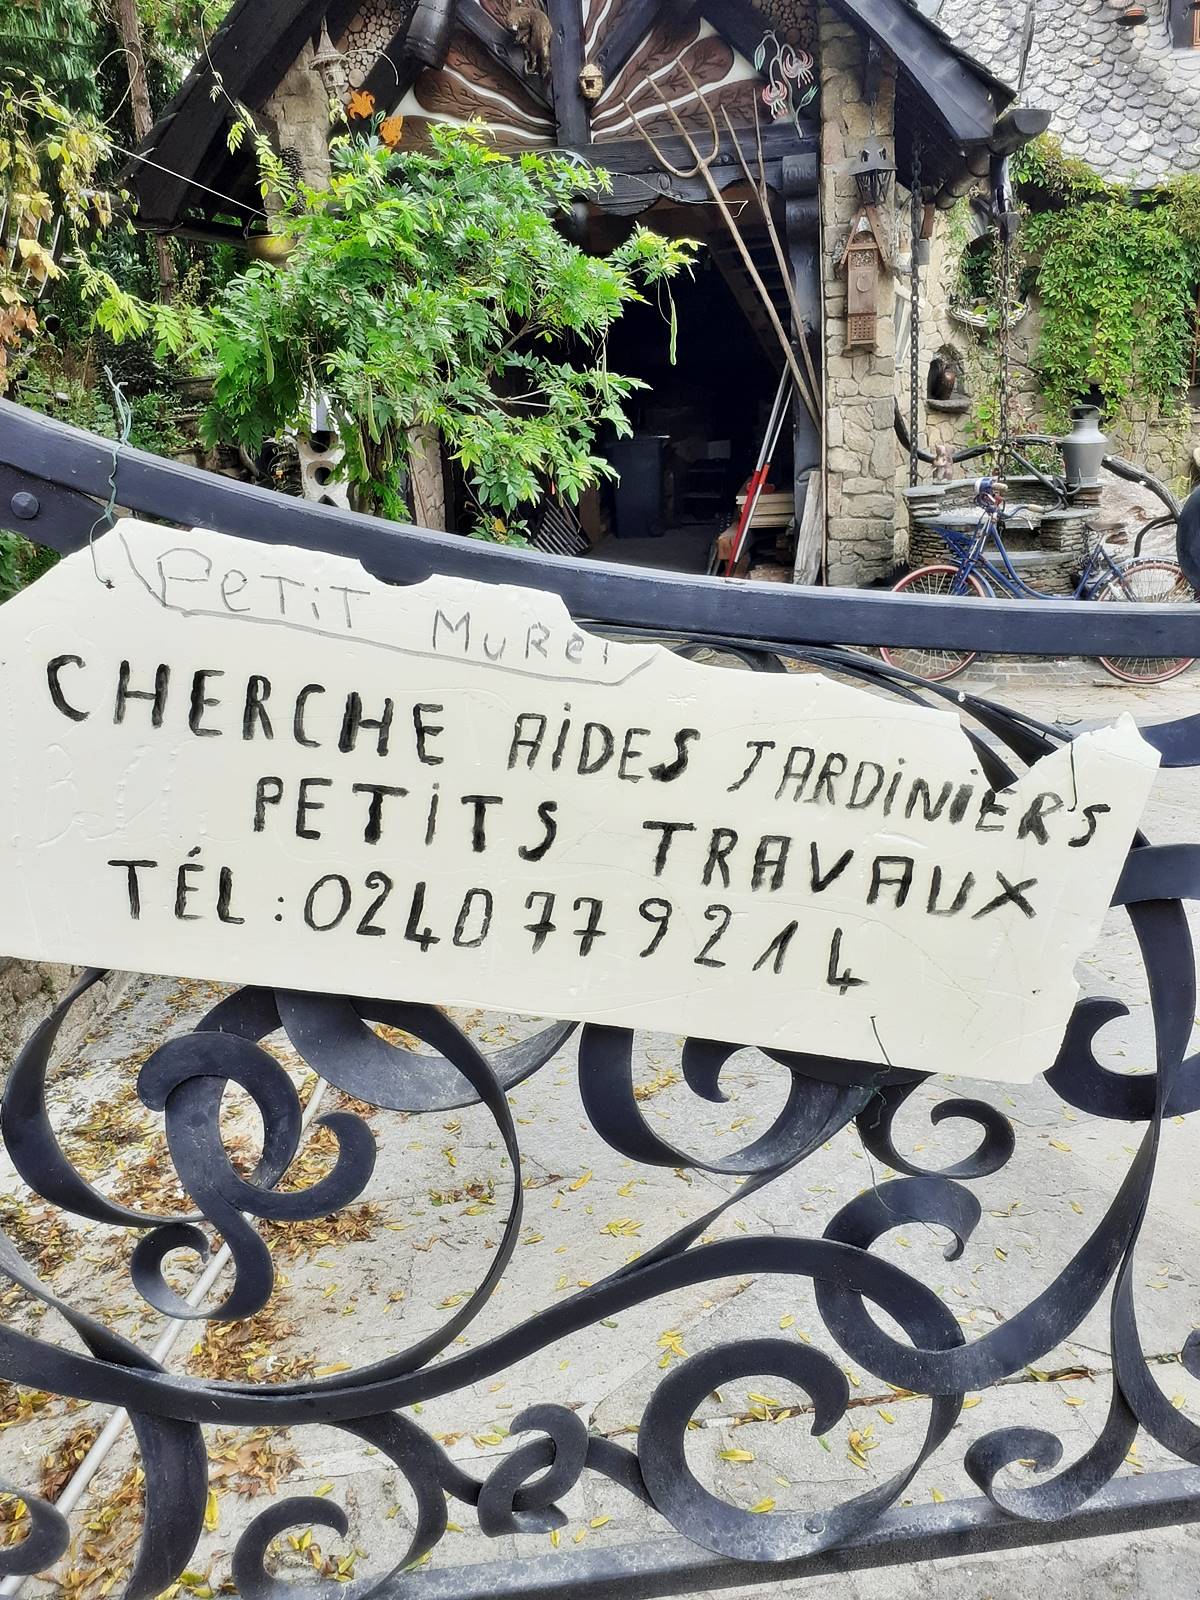 PETIT MURET
CHERCHE AIDES JARDINIERS
PETITS TRAVAUX
TÉL : 0240779214